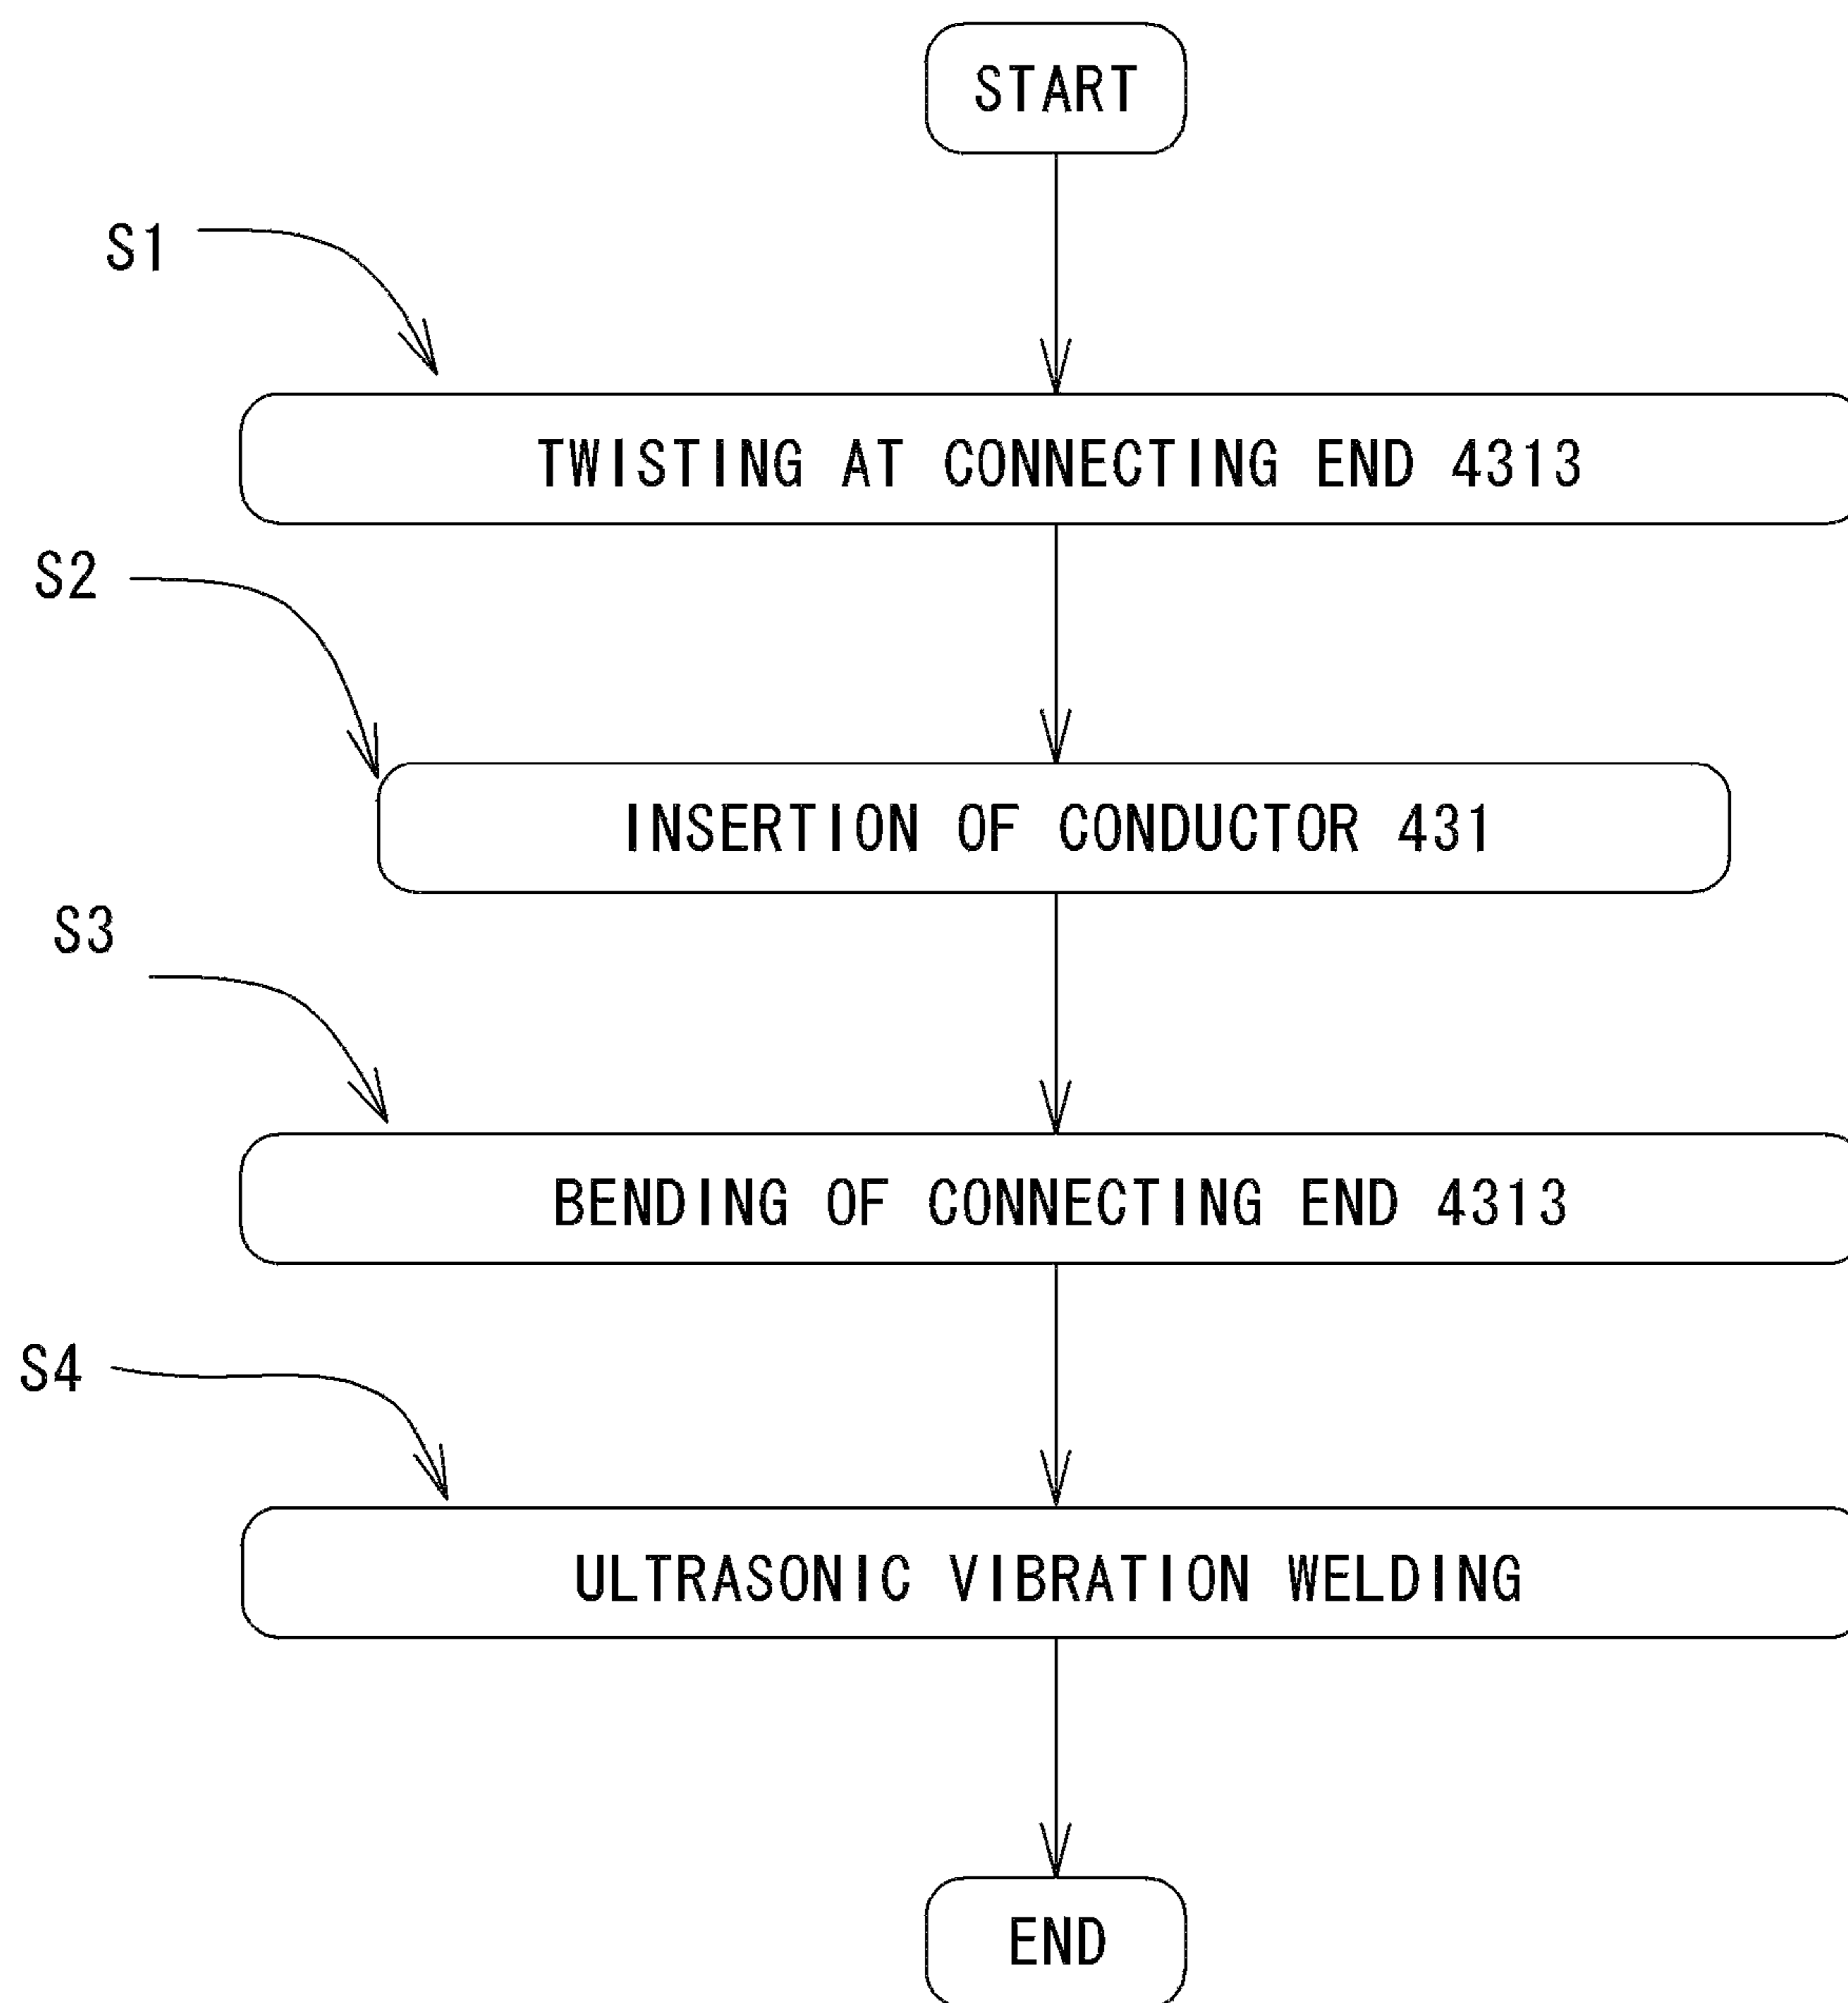 START
S1
TWISTING AT CONNECTING END 4313
S2
INSERTION OF CONDUCTOR 431
S3
BENDING OF CONNECTING END 4313
S4
ULTRASONIC VIBRATION WELDING
END